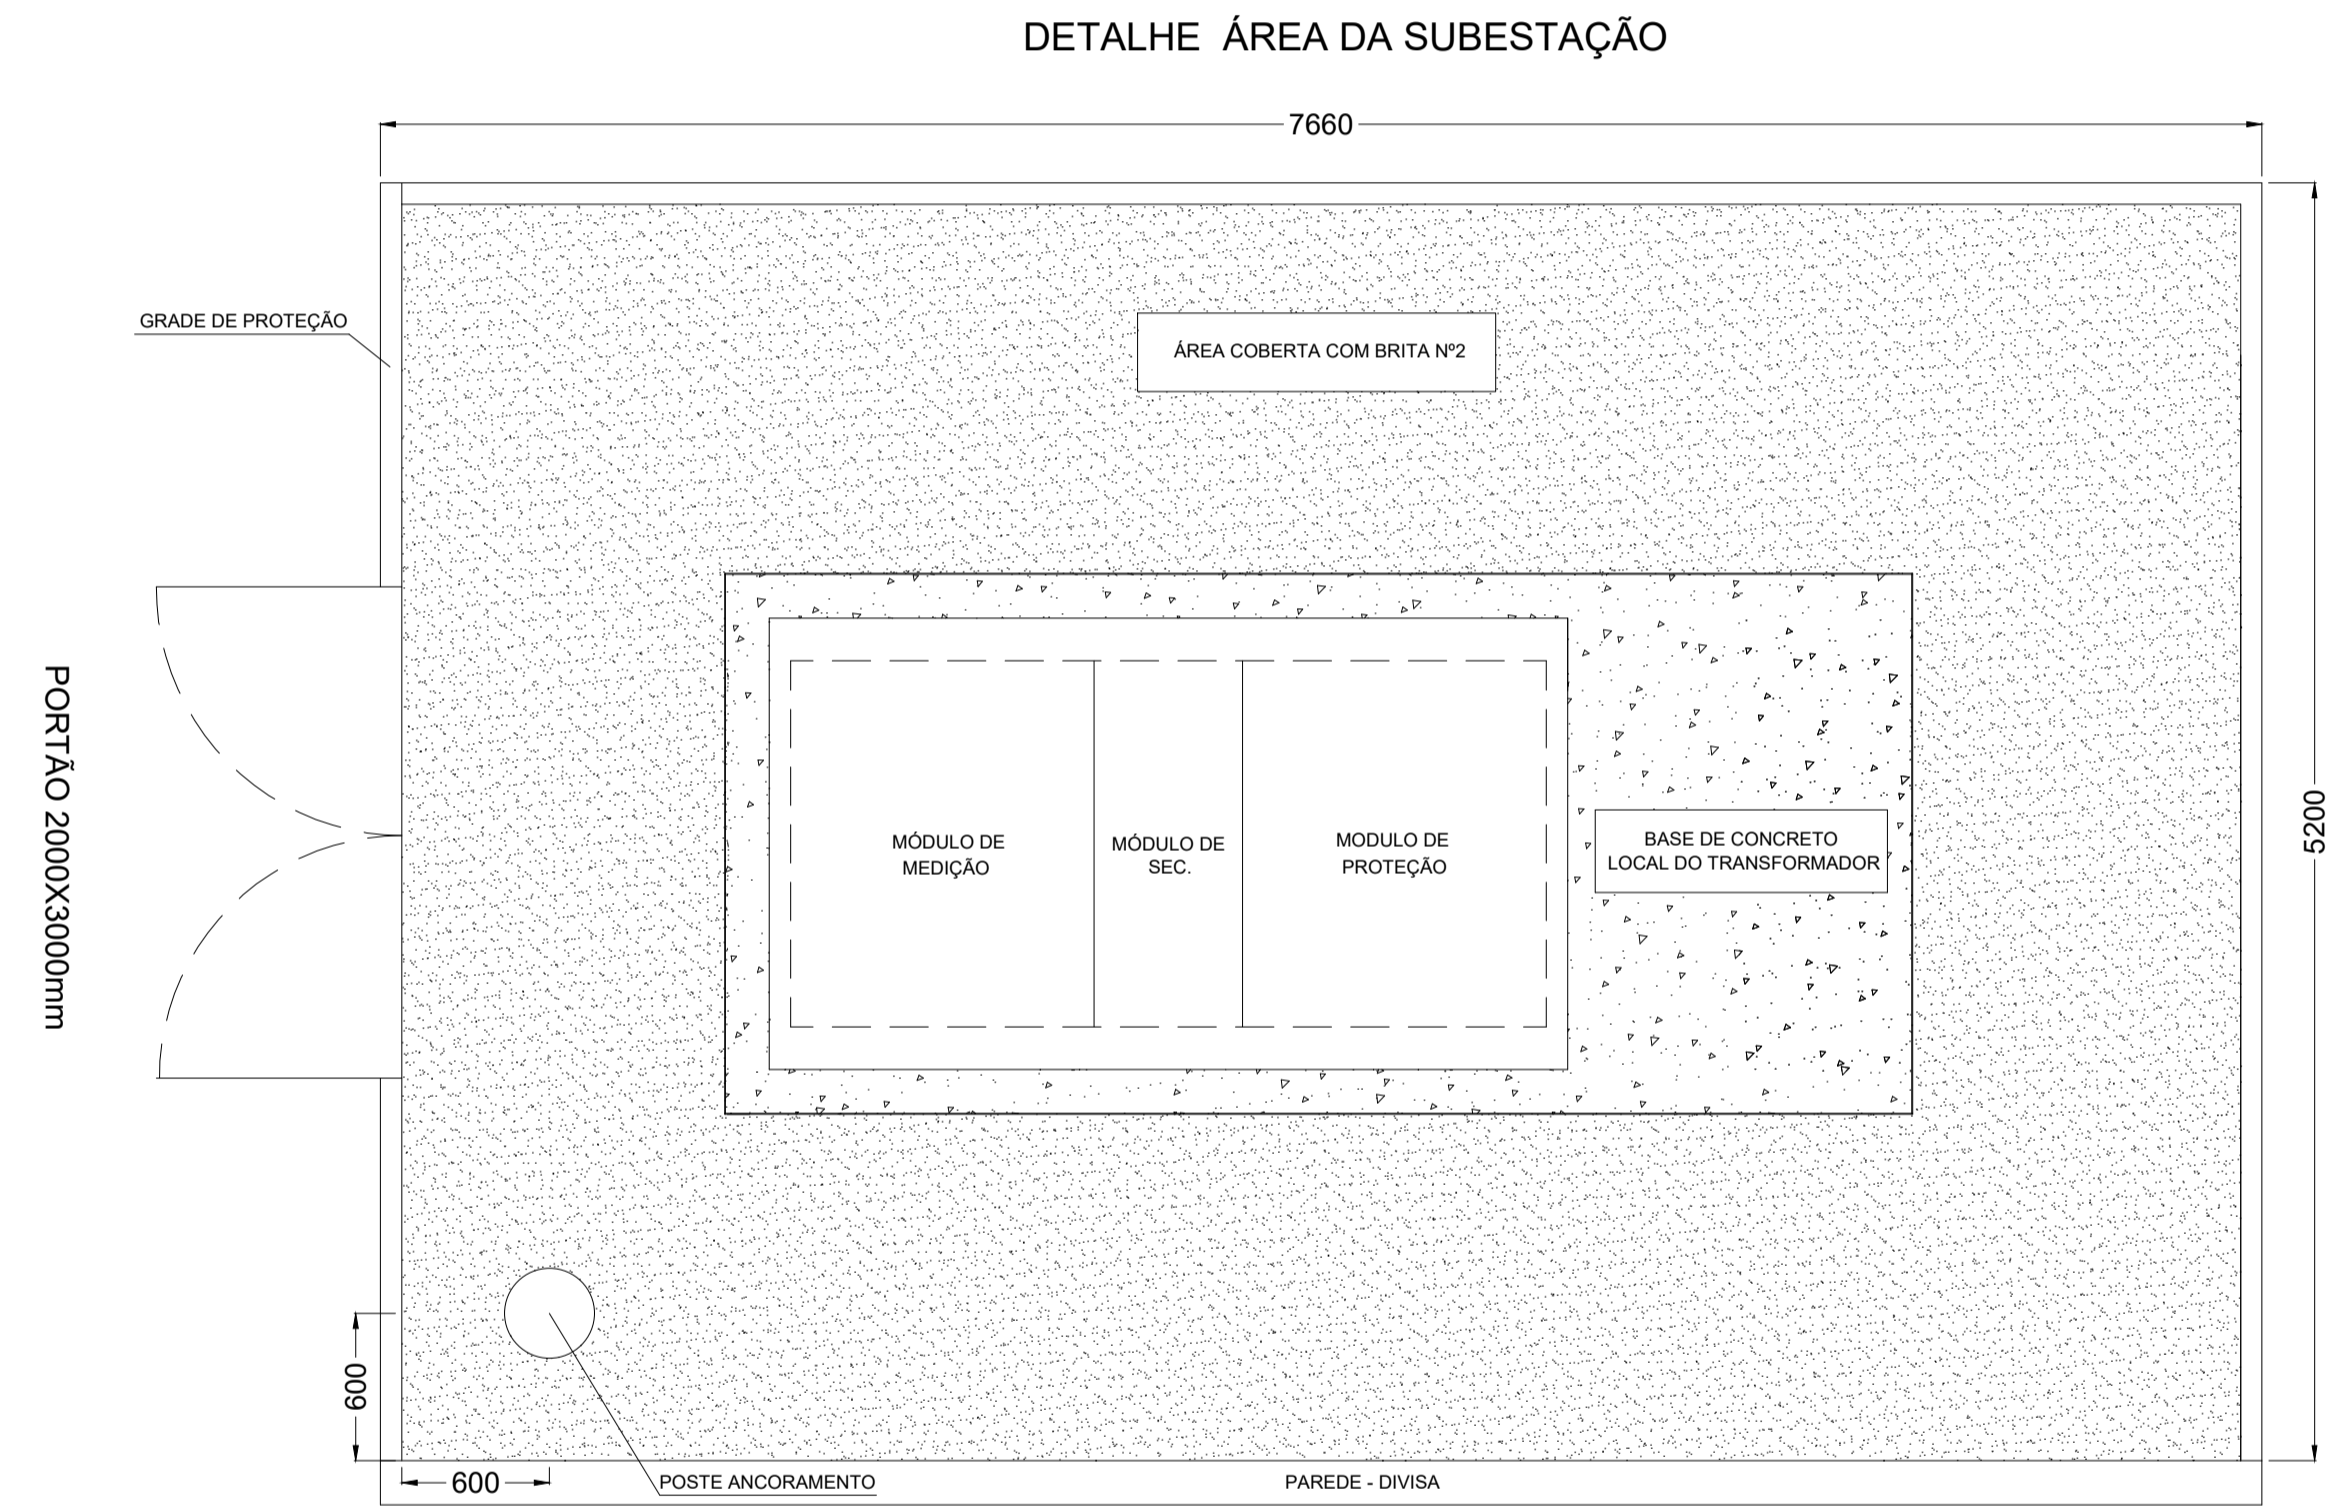 DETALHE ÁREA DA SUBESTAÇÃO
7660
GRADE DE PROTEÇÃO
ÁREA COBERTA COM BRITA Nº2
PORTÃO 2000X3000mm
MÓDULO DE
MEDIÇÃO
MÓDULO DE
SEC.
MODULO DE
PROTEÇÃO
BASE DE CONCRETO
LOCAL DO TRANSFORMADOR
5200
600
600
POSTE ANCORAMENTO
PAREDE - DIVISA